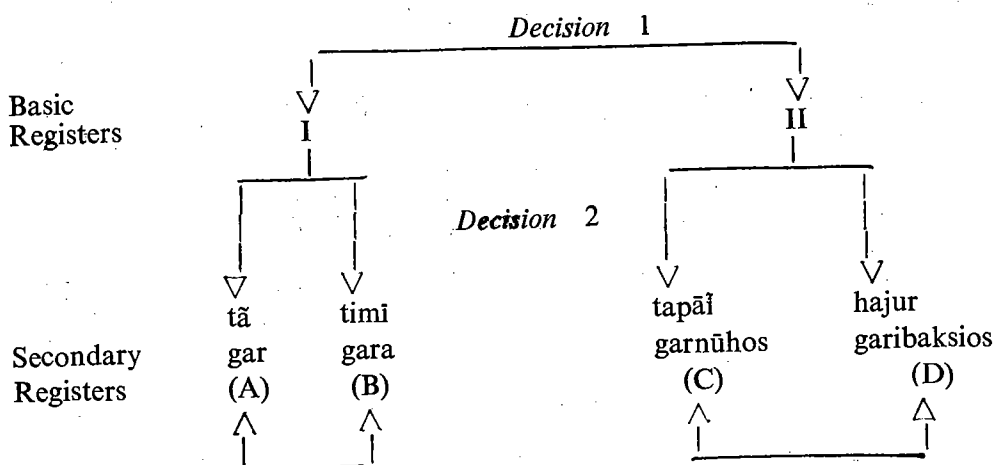 Decision 1
Basic
Registers
I II
Decision 2
tã timī tapāĩ hajur
gar gara garnūhos garibaksios
Secondary
Registers
(A) (B) (C) (D)